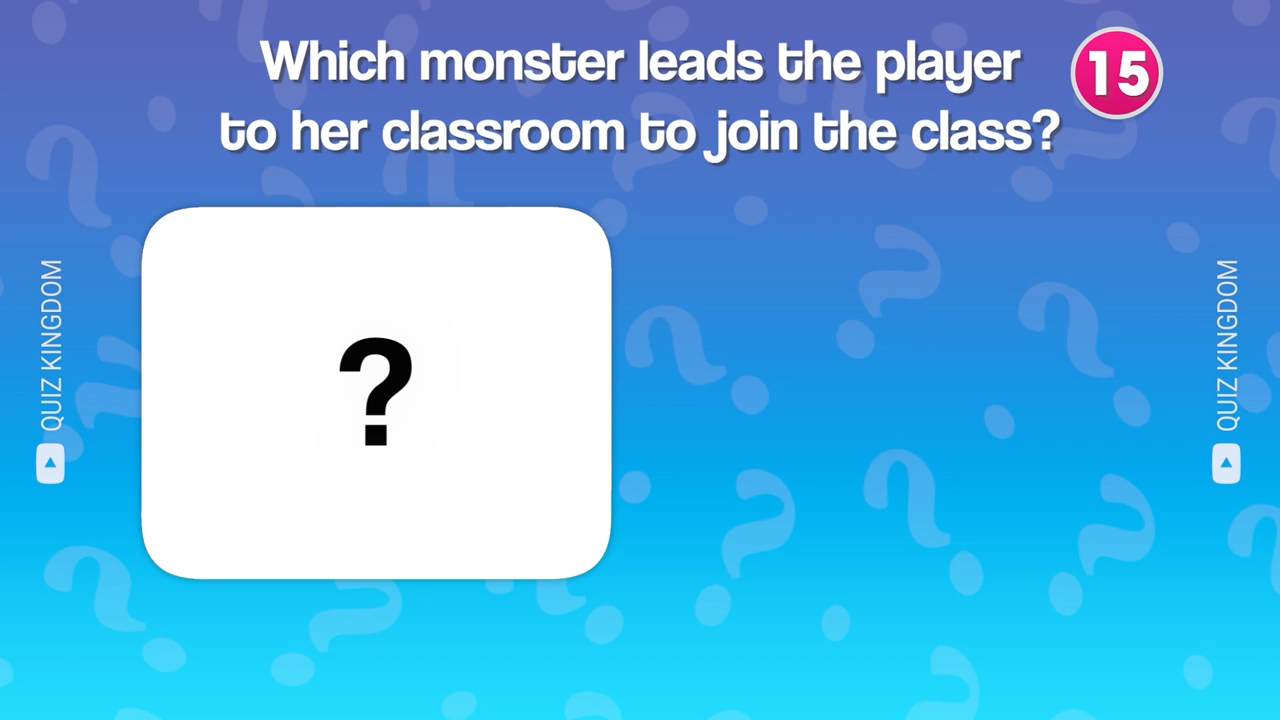 Which monster leads the player
to her classroom to join the class?
15
QUIZ KINGDOM
?
QUIZ KINGDOM